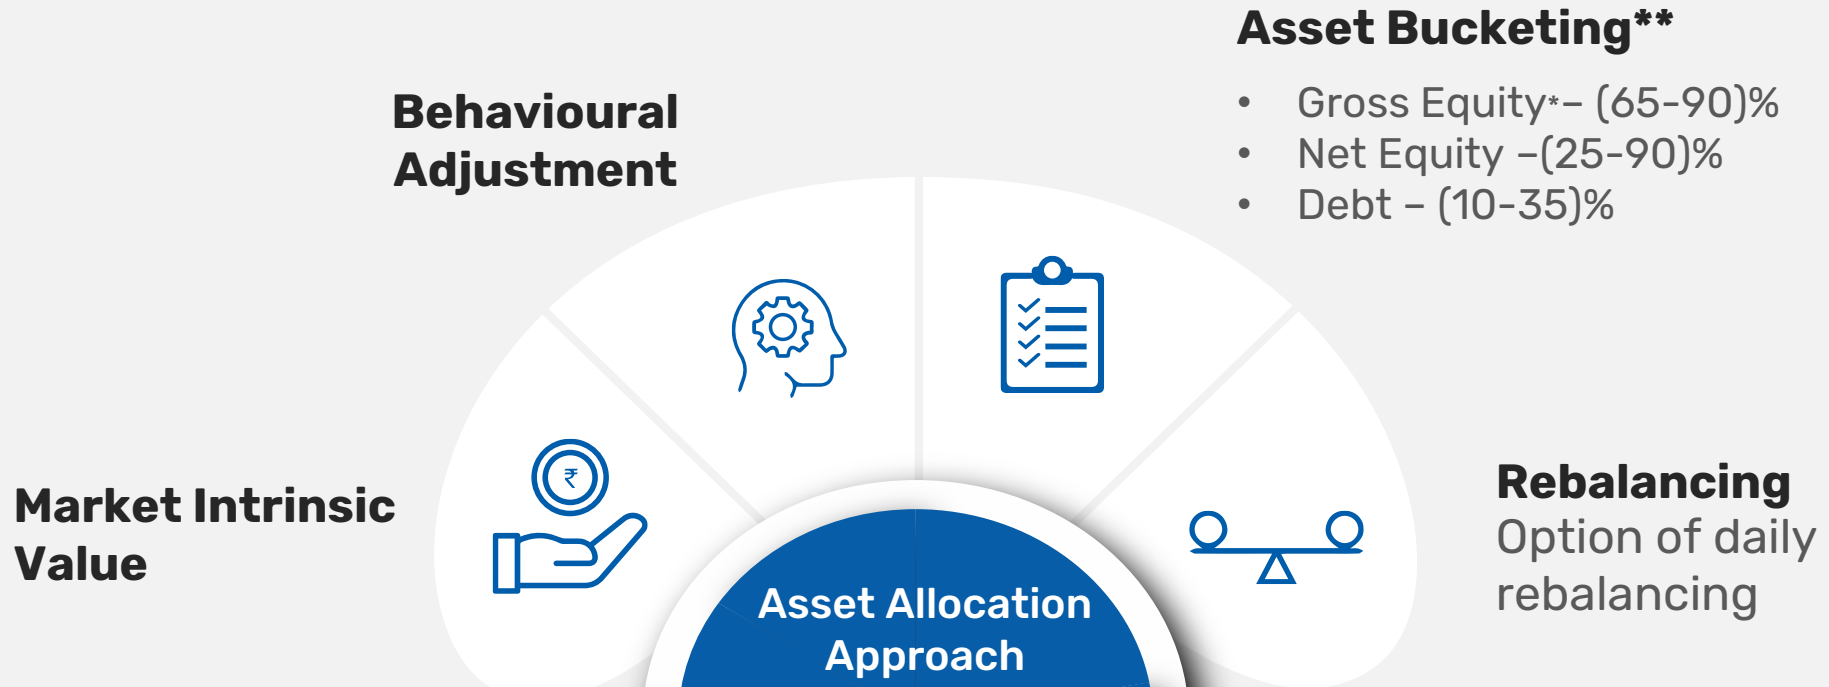 Market Intrinsic
Value
Behavioural
Adjustment
Asset Bucketing**
• Gross Equity*– (65-90)%
• Net Equity –(25-90)%
• Debt – (10-35)%
Rebalancing
Option of daily
rebalancing
₹
Asset Allocation
Approach